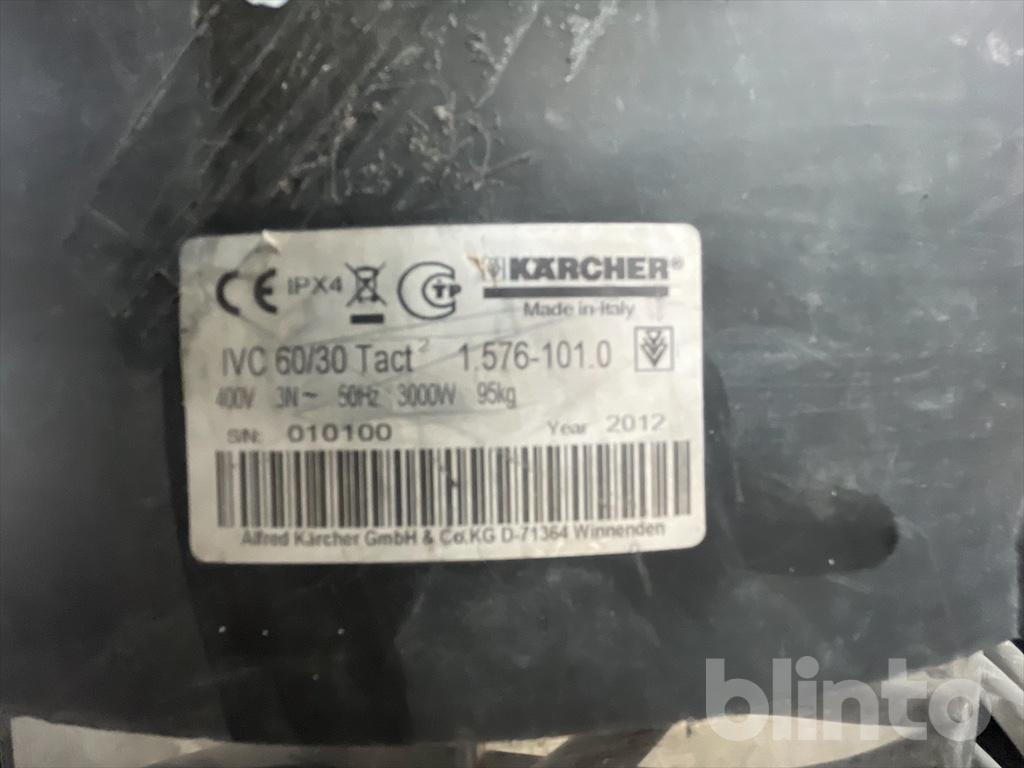 CE IPX4 KÄRCHER®
Made in Italy
IVC 60/30 Tact² 1.576-101.0
400V 3N~ 50Hz 3000W 95kg
S/N: 010100 Year 2012
Alfred Kärcher GmbH & Co.KG D-71364 Winnenden
blinto